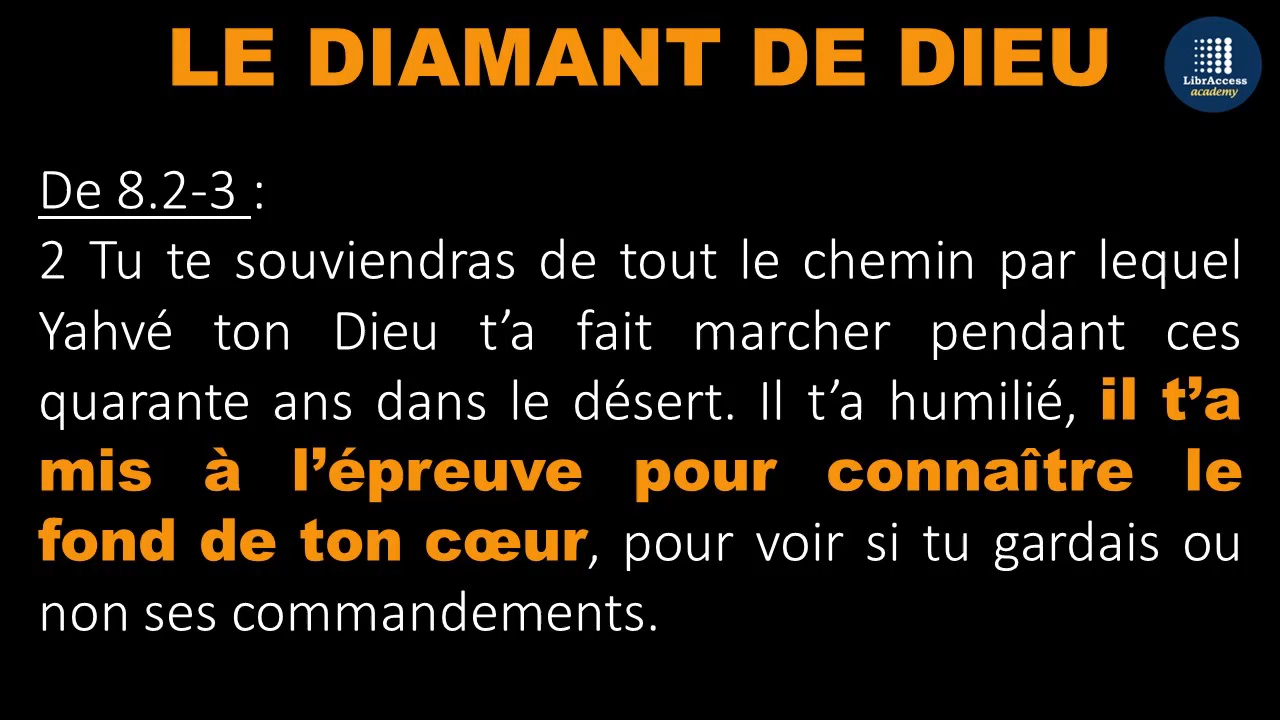 LE DIAMANT DE DIEU
LibrAccess
academy
De 8.2-3 :
2 Tu te souviendras de tout le chemin par lequel
Yahvé ton Dieu t’a fait marcher pendant ces
quarante ans dans le désert. Il t’a humilié, il t’a
mis à l’épreuve pour connaître le
fond de ton cœur, pour voir si tu gardais ou
non ses commandements.